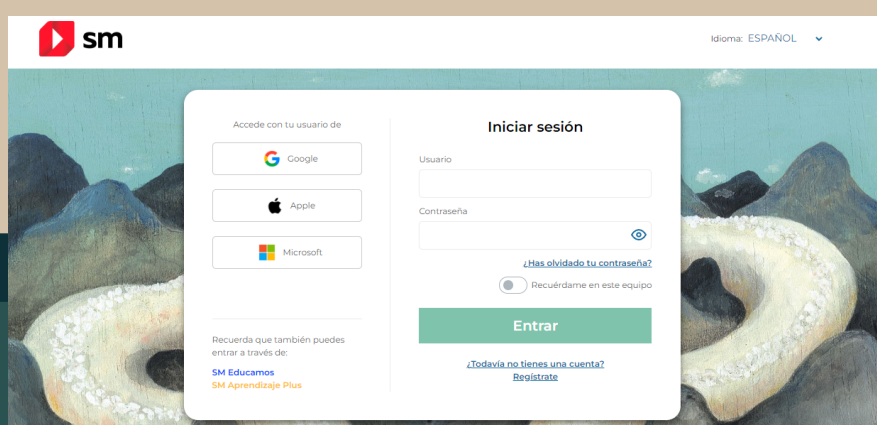 sm
Idioma: ESPAÑOL
Accede con tu usuario de
Google
Apple
Microsoft
Recuerda que también puedes
entrar a través de:
SM Educamos
SM Aprendizaje Plus
Iniciar sesión
Usuario
Contraseña
¿Has olvidado tu contraseña?
Recuérdame en este equipo
Entrar
¿Todavía no tienes una cuenta?
Regístrate